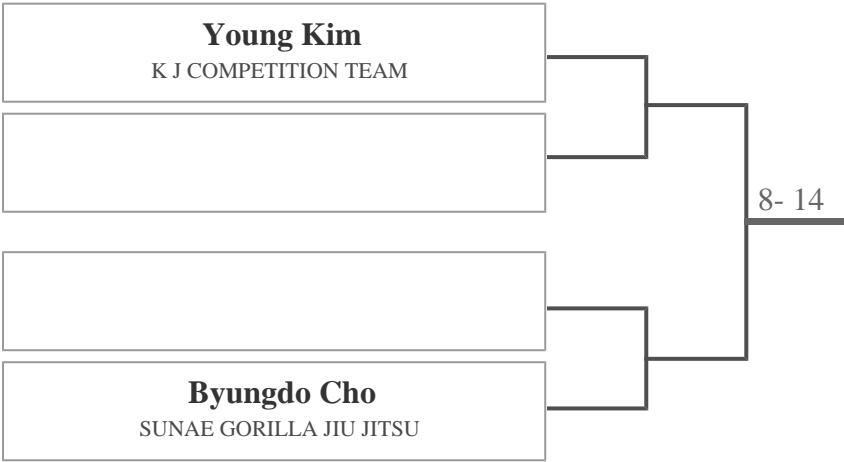 Young Kim
K J COMPETITION TEAM
8- 14
Byungdo Cho
SUNAE GORILLA JIU JITSU